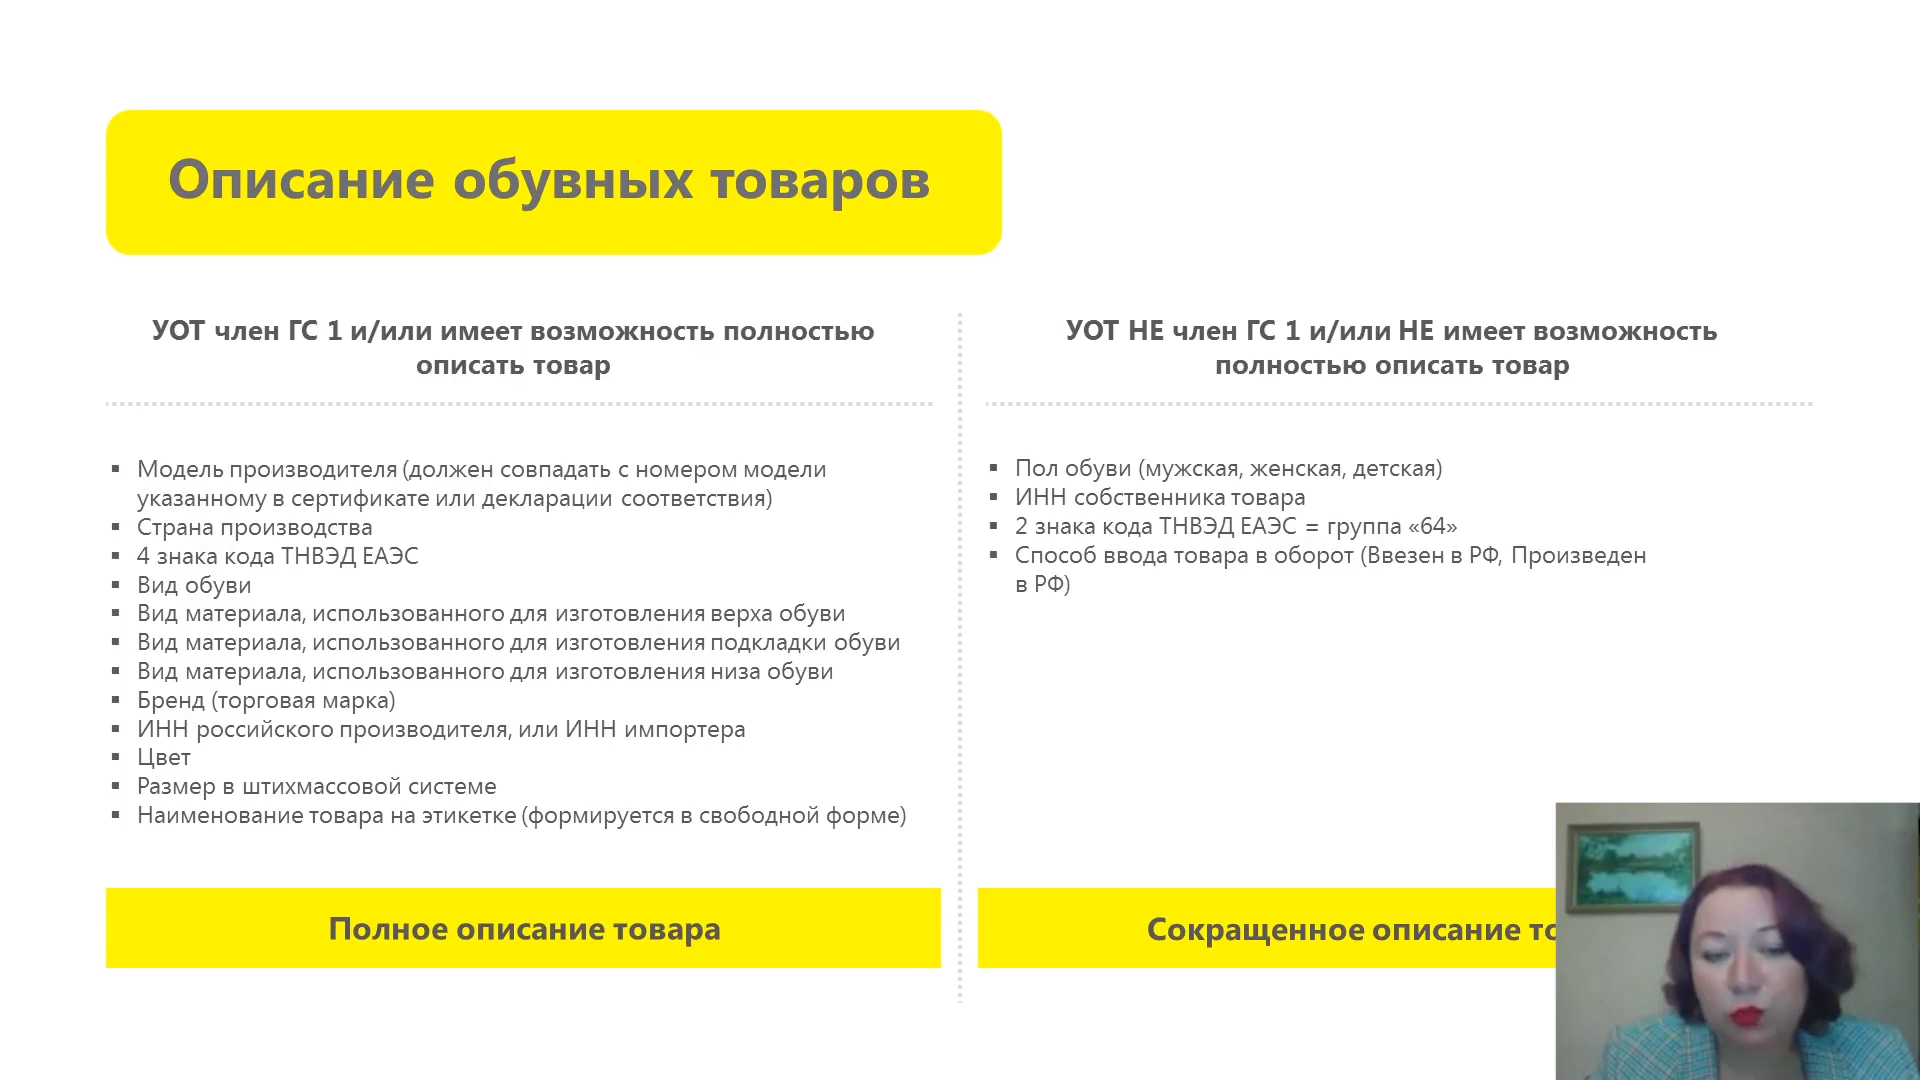 Описание обувных товаров
УОТ член ГС 1 и/или имеет возможность полностью
описать товар
▪ Модель производителя (должен совпадать с номером модели
указанному в сертификате или декларации соответствия)
▪ Страна производства
▪ 4 знака кода ТНВЭД ЕАЭС
▪ Вид обуви
▪ Вид материала, использованного для изготовления верха обуви
▪ Вид материала, использованного для изготовления подкладки обуви
▪ Вид материала, использованного для изготовления низа обуви
▪ Бренд (торговая марка)
▪ ИНН российского производителя, или ИНН импортера
▪ Цвет
▪ Размер в штихмассовой системе
▪ Наименование товара на этикетке (формируется в свободной форме)
Полное описание товара
УОТ НЕ член ГС 1 и/или НЕ имеет возможность
полностью описать товар
▪ Пол обуви (мужская, женская, детская)
▪ ИНН собственника товара
▪ 2 знака кода ТНВЭД ЕАЭС = группа «64»
▪ Способ ввода товара в оборот (Ввезен в РФ, Произведен
в РФ)
Сокращенное описание